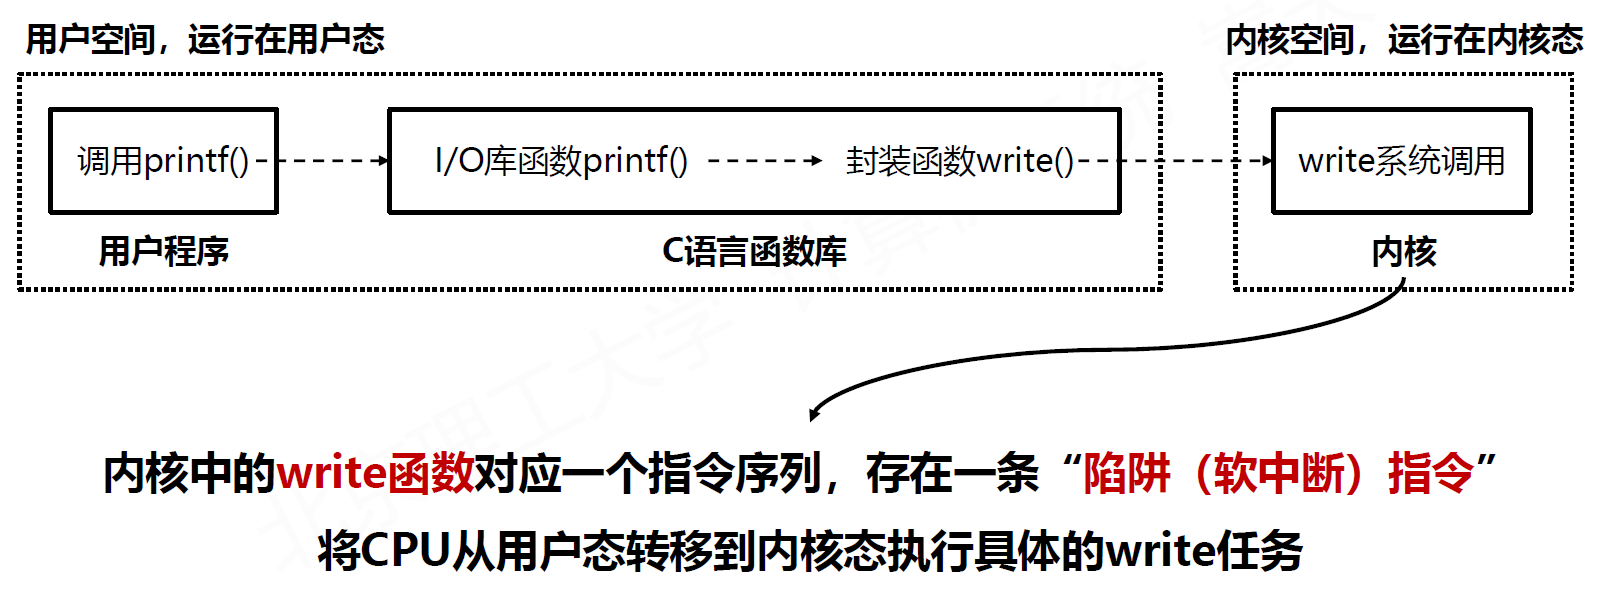 用户空间，运行在用户态
内核空间，运行在内核态
调用printf()
I/O库函数printf()
封装函数write()
write系统调用
用户程序
C语言函数库
内核
内核中的write函数对应一个指令序列，存在一条“陷阱（软中断）指令”
将CPU从用户态转移到内核态执行具体的write任务
北京理工大学